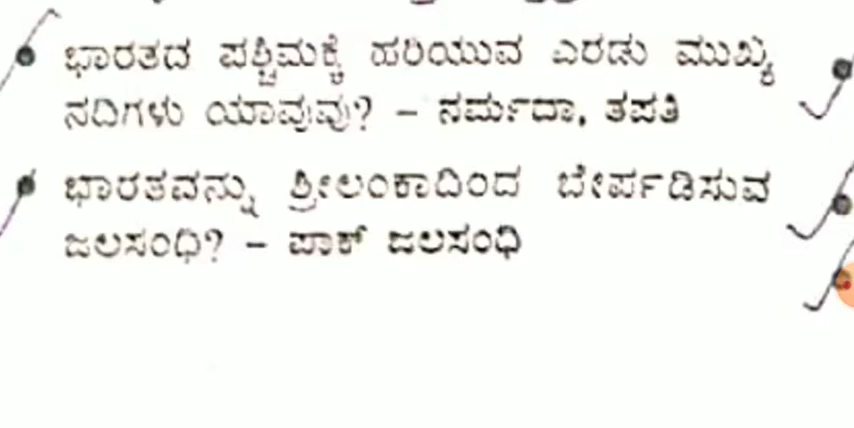 ಭಾರತದ ಪಶ್ಚಿಮಕ್ಕೆ ಹರಿಯುವ ಎರಡು ಮುಖ್ಯ
ನದಿಗಳು ಯಾವುವು? – ನರ್ಮದಾ, ತಪತಿ
ಭಾರತವನ್ನು ಶ್ರೀಲಂಕಾದಿಂದ ಬೇರ್ಪಡಿಸುವ
ಜಲಸಂಧಿ? – ಪಾಕ್ ಜಲಸಂಧಿ